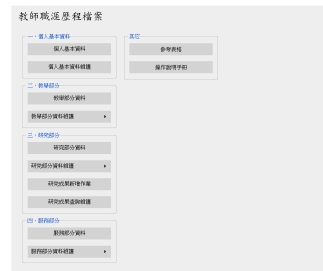 教師職涯歷程檔案
一、個人基本資料
個人基本資料
個人基本資料維護
二、教學部分
教學部分資料
教學部分資料維護
三、研究部分
研究部分資料
研究部分資料維護
研究成果新增作業
研究成果查詢維護
四、服務部分
服務部分資料
服務部分資料維護
其它
參考表格
操作說明手冊